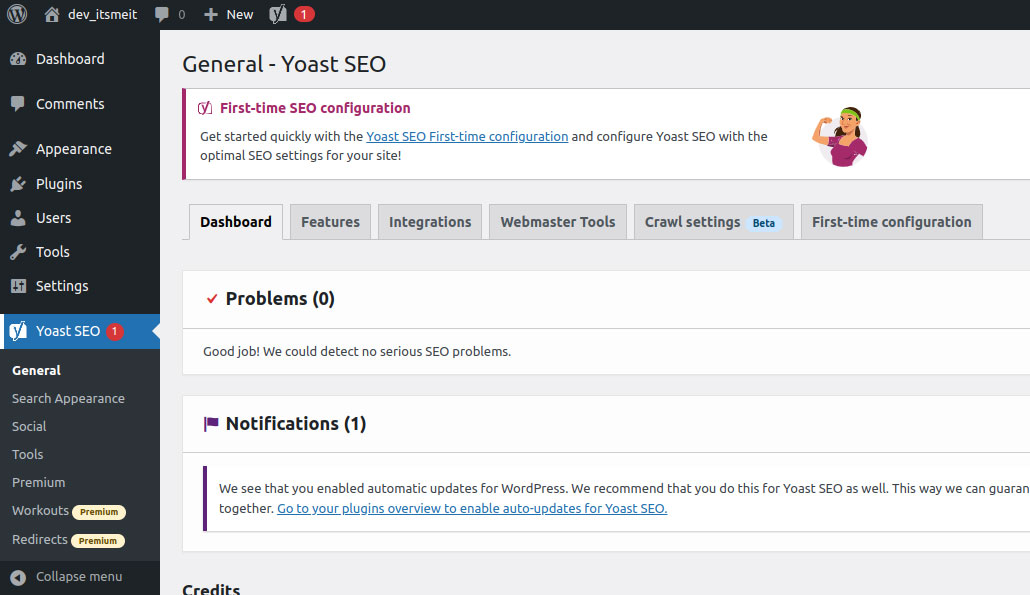 dev_itsmeit 0 New 1
Dashboard
Comments
Appearance
Plugins
Users
Tools
Settings
Yoast SEO 1
General
Search Appearance
Social
Tools
Premium
Workouts Premium
Redirects Premium
Collapse menu
General - Yoast SEO
First-time SEO configuration
Get started quickly with the Yoast SEO First-time configuration and configure Yoast SEO with the
optimal SEO settings for your site!
Dashboard Features Integrations Webmaster Tools Crawl settings Beta First-time configuration
Problems (0)
Good job! We could detect no serious SEO problems.
Notifications (1)
We see that you enabled automatic updates for WordPress. We recommend that you do this for Yoast SEO as well. This way we can guaran
together. Go to your plugins overview to enable auto-updates for Yoast SEO.
Credits